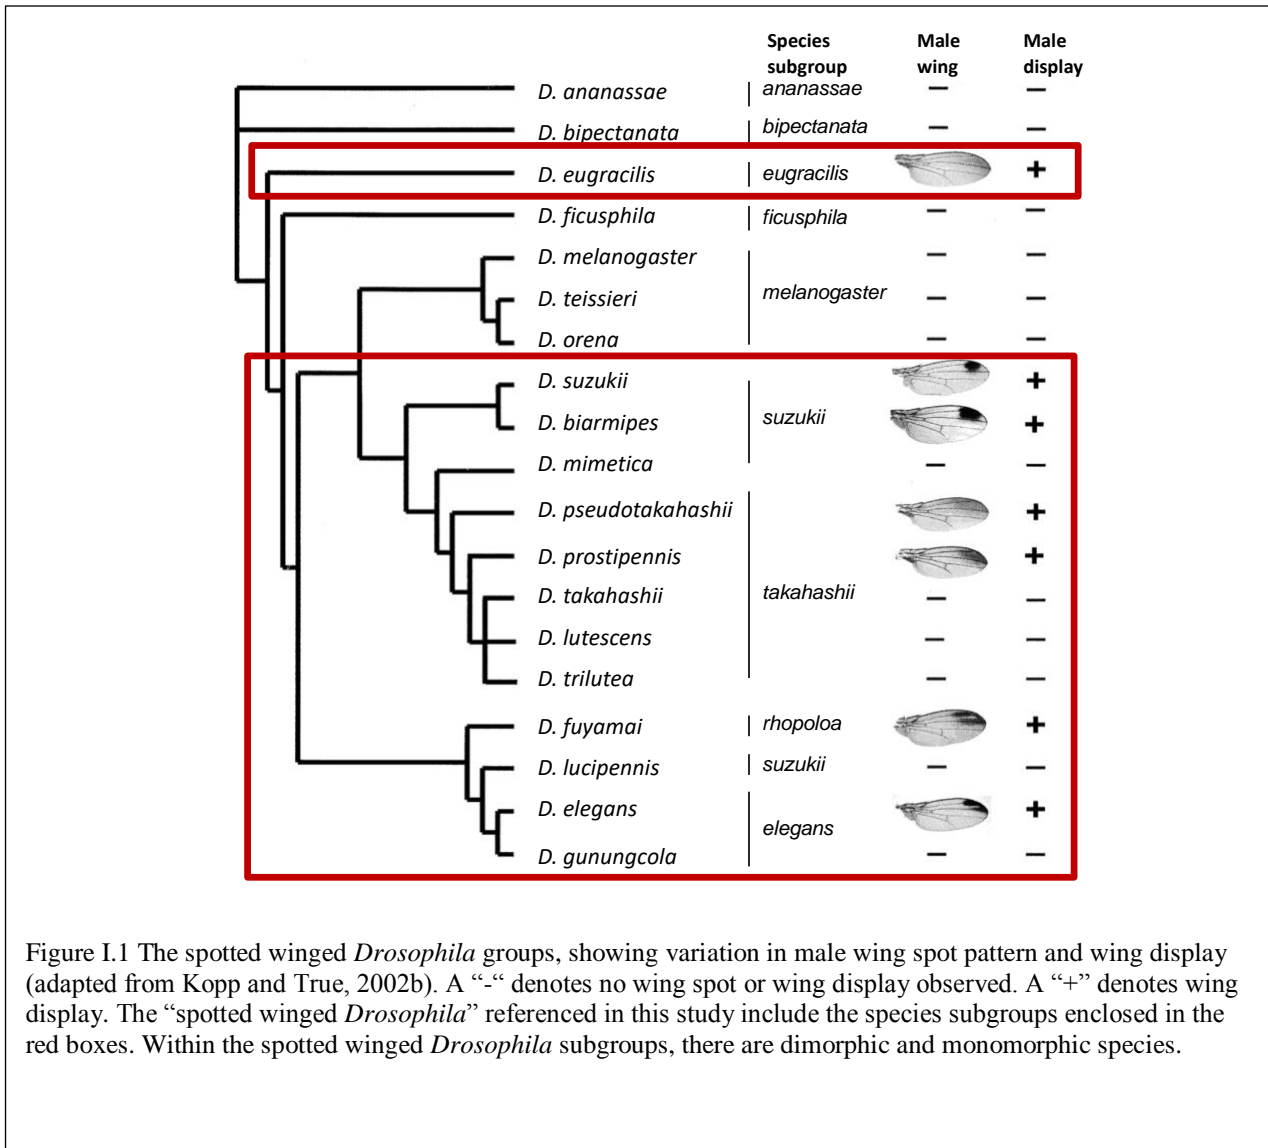 Species subgroup Male wing Male display
D. ananassae ananassae — —
D. bipectanata bipectanata — —
D. eugracilis eugracilis +
D. ficusphila ficusphila — —
D. melanogaster — —
melanogaster
D. teissieri — —
D. orena — —
D. suzukii +
suzukii
D. biarmipes +
D. mimetica — —
D. pseudotakahashii +
D. prostipennis +
takahashii
D. takahashii — —
D. lutescens — —
D. trilutea — —
D. fuyamai rhopoloa +
D. lucipennis suzukii — —
D. elegans +
elegans
D. gunungcola — —
Figure I.1 The spotted winged Drosophila groups, showing variation in male wing spot pattern and wing display
(adapted from Kopp and True, 2002b). A “-“ denotes no wing spot or wing display observed. A “+” denotes wing
display. The “spotted winged Drosophila” referenced in this study include the species subgroups enclosed in the
red boxes. Within the spotted winged Drosophila subgroups, there are dimorphic and monomorphic species.